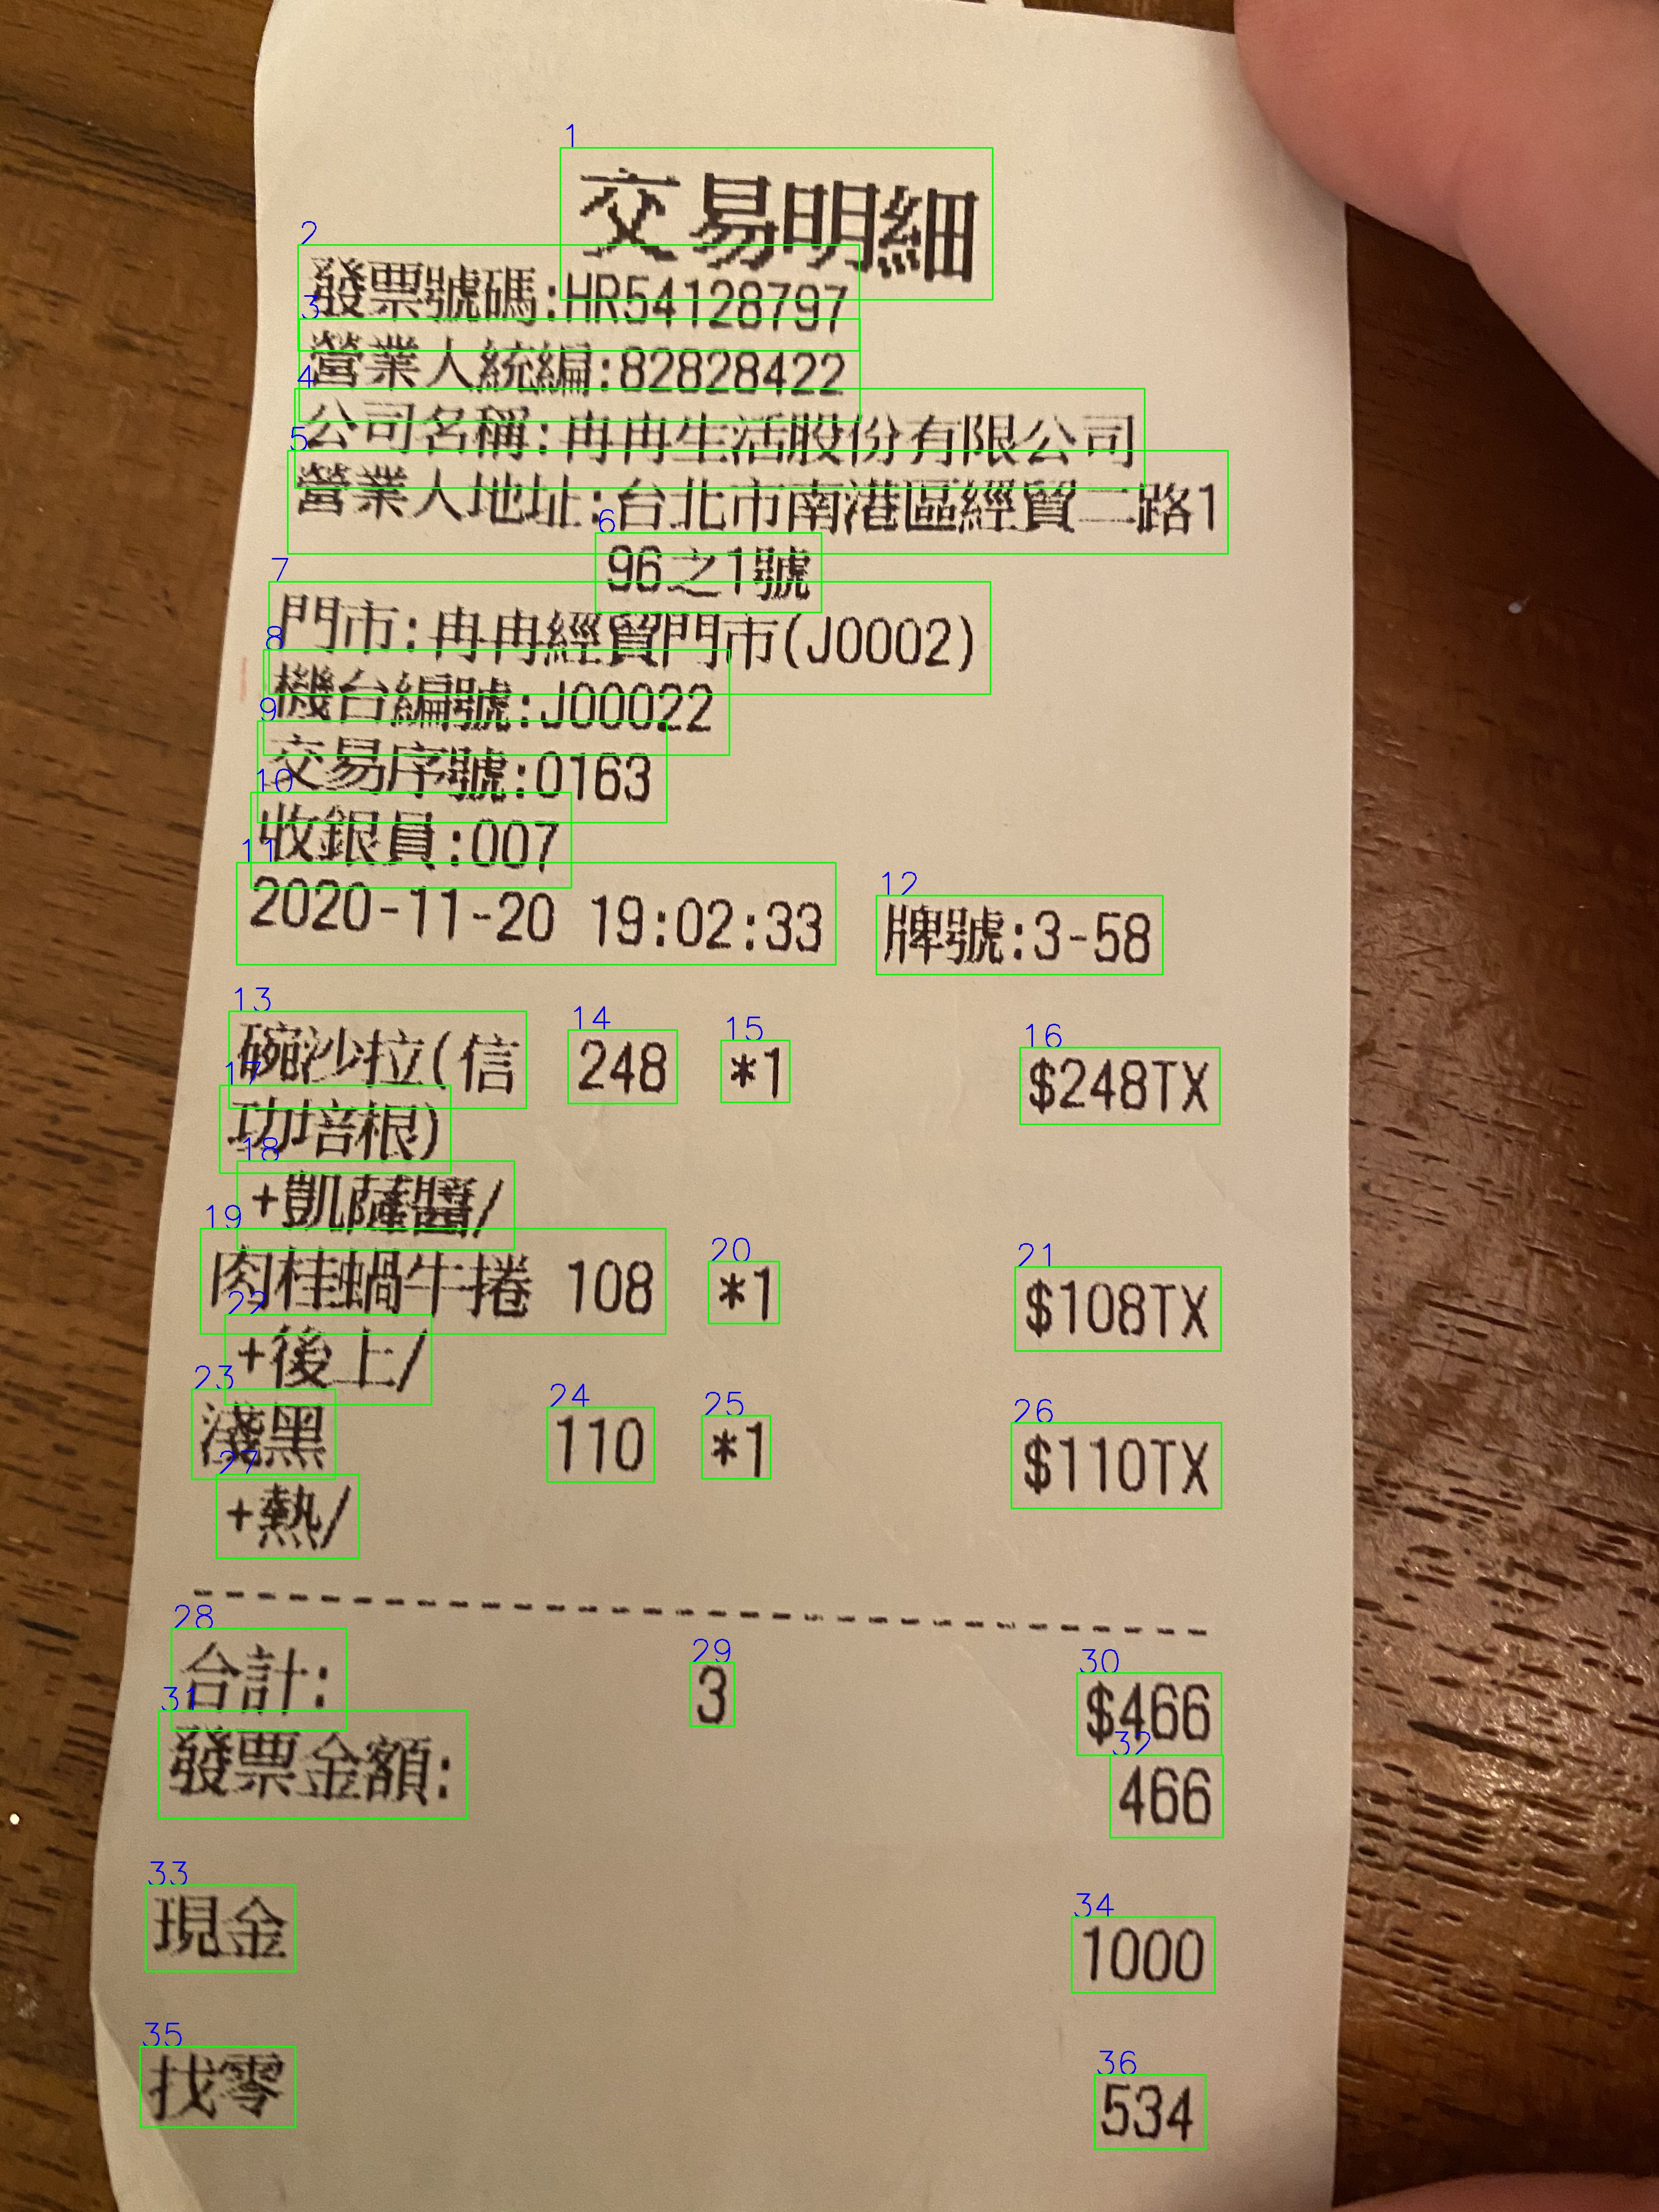 交易明細
發票號碼:HR54128797
營業人統編:82828422
公司名稱:冉冉生活股份有限公司
營業人地址:台北市南港區經貿二路1
96之1號
門市:冉冉經貿門市(J0002)
機台編號:J00022
交易序號:0163
收銀員:007
2020-11-20 19:02:33 牌號:3-58
碗沙拉(信 248 *1 $248TX
功培根)
+凱薩醬/
肉桂蝸牛捲 108 *1 $108TX
+後上/
淺黑 110 *1 $110TX
+熱/
合計: 3 $466
發票金額: 466
現金 1000
找零 534